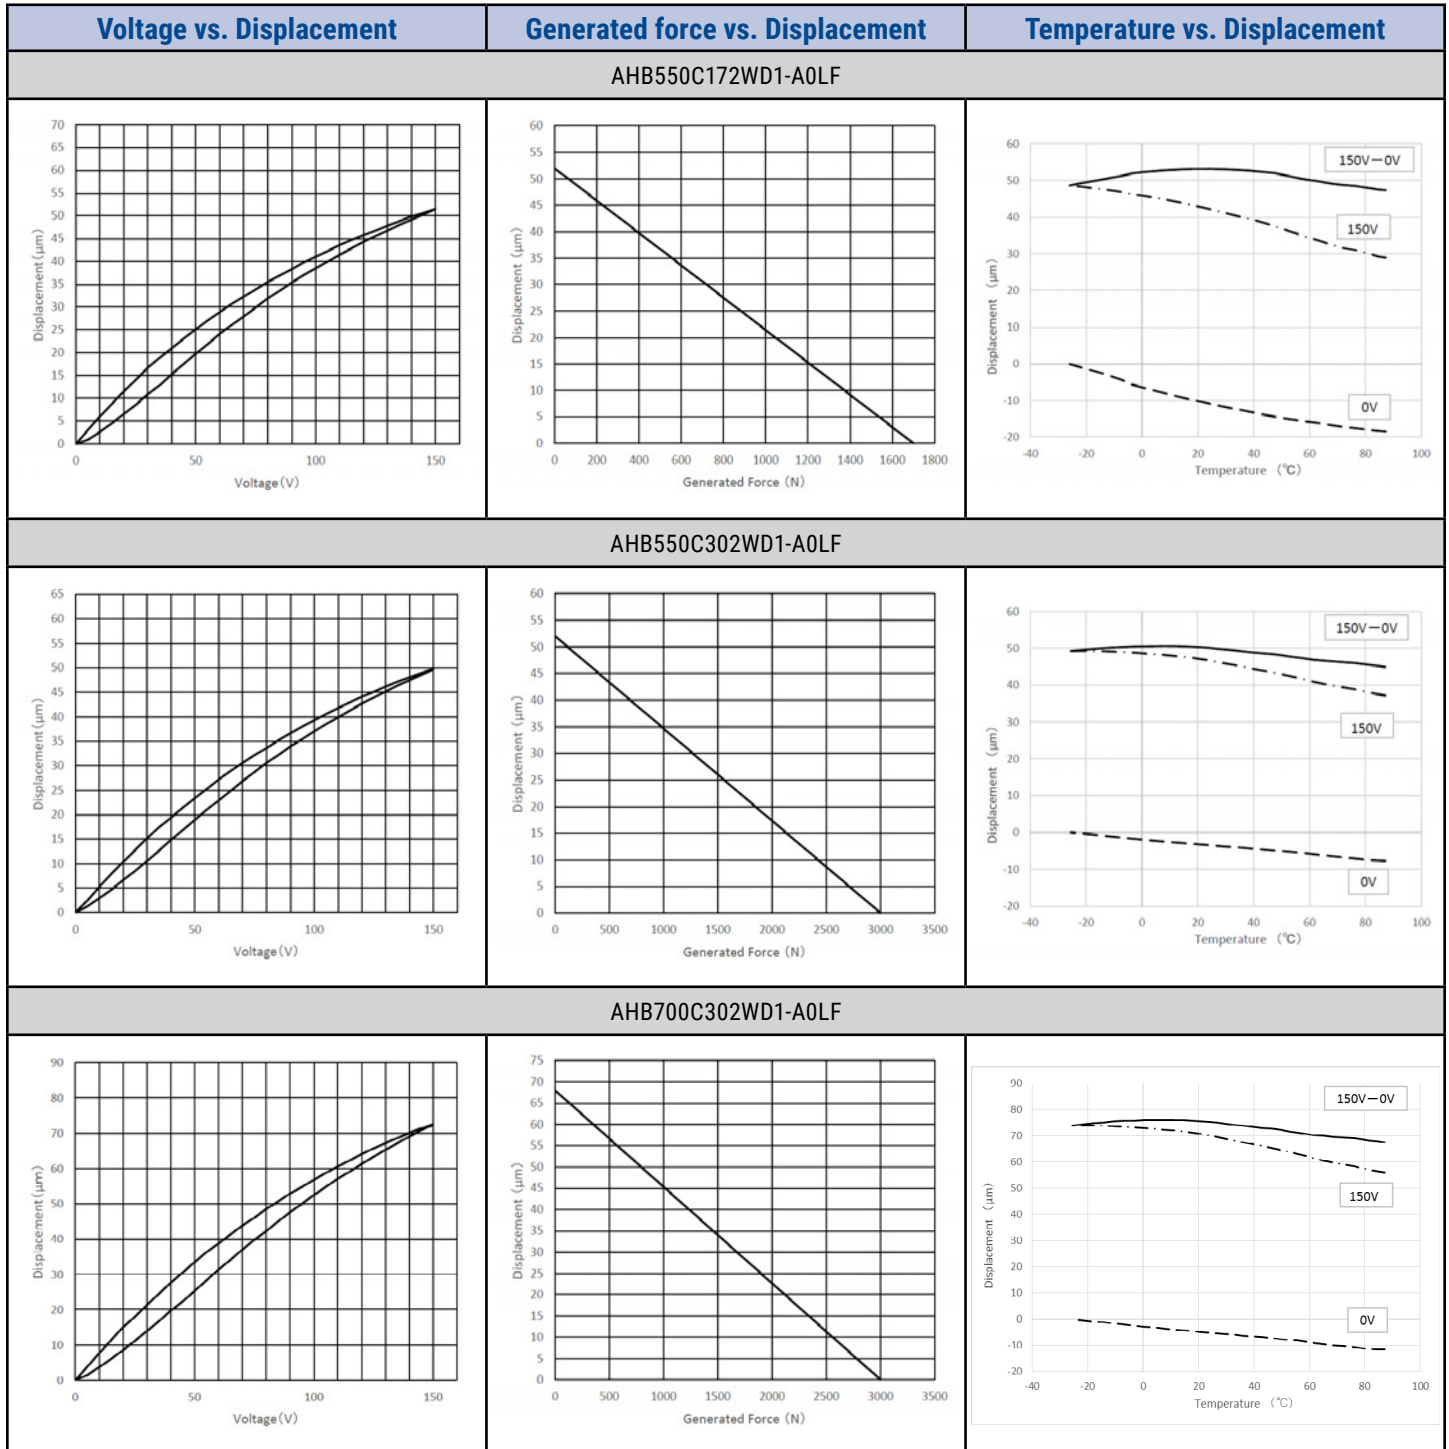 Voltage vs. Displacement
Generated force vs. Displacement
Temperature vs. Displacement
AHB550C172WD1-A0LF
70
65
60
55
50
45
40
35
30
25
20
15
10
5
0
Displacement(μm)
0 50 100 150
Voltage(V)
60
55
50
45
40
35
30
25
20
15
10
5
0
Displacement (μm)
0 200 400 600 800 1000 1200 1400 1600 1800
Generated Force (N)
60
50
40
30
20
10
0
-10
-20
Displacement (μm)
150V－0V
150V
0V
-40 -20 0 20 40 60 80 100
Temperature (℃)
AHB550C302WD1-A0LF
65
60
55
50
45
40
35
30
25
20
15
10
5
0
Displacement(μm)
0 50 100 150
Voltage(V)
60
55
50
45
40
35
30
25
20
15
10
5
0
Displacement (μm)
0 500 1000 1500 2000 2500 3000 3500
Generated Force (N)
60
50
40
30
20
10
0
-10
-20
Displacement (μm)
150V－0V
150V
0V
-40 -20 0 20 40 60 80 100
Temperature (℃)
AHB700C302WD1-A0LF
90
80
70
60
50
40
30
20
10
0
Displacement(μm)
0 50 100 150
Voltage(V)
75
70
65
60
55
50
45
40
35
30
25
20
15
10
5
0
Displacement (μm)
0 500 1000 1500 2000 2500 3000 3500
Generated Force (N)
90
80
70
60
50
40
30
20
10
0
-10
-20
Displacement (μm)
150V－0V
150V
0V
-40 -20 0 20 40 60 80 100
Temperature (℃)